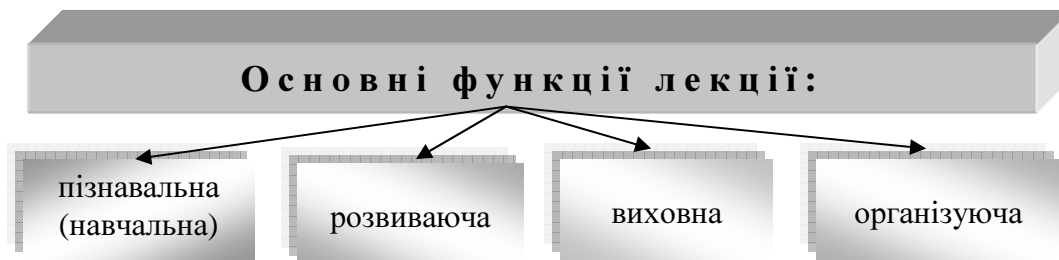 Основні функції лекції:
пізнавальна
(навчальна)
розвиваюча
виховна
організуюча